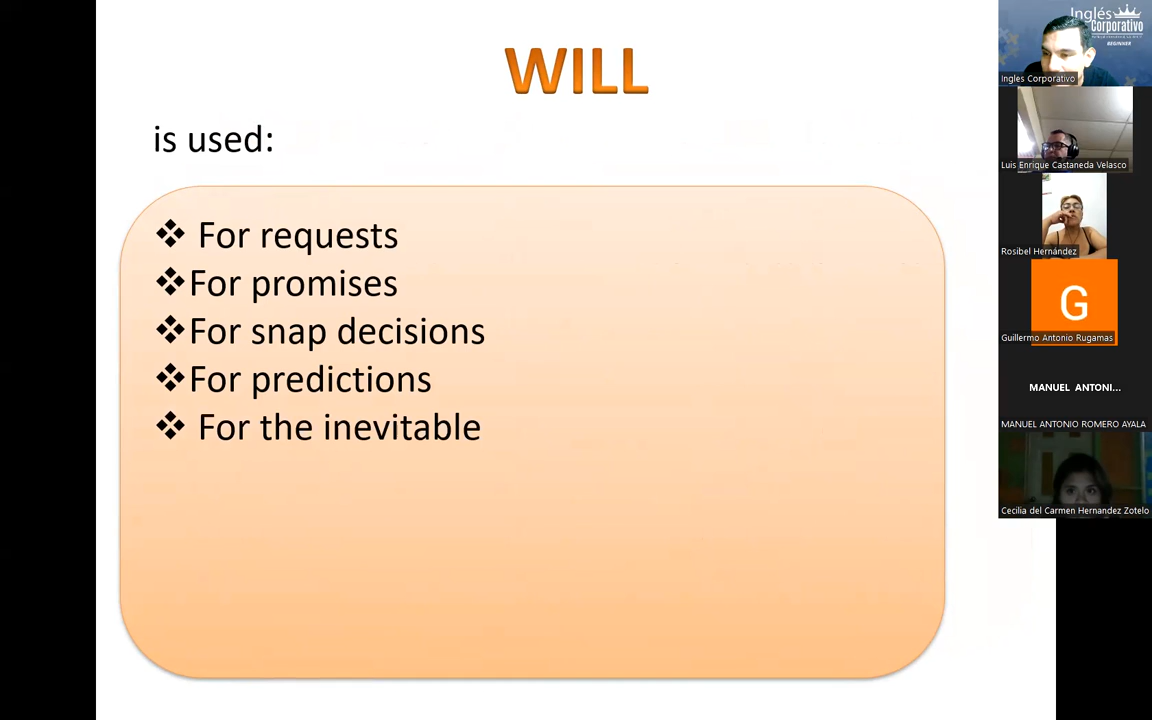 WILL
is used:
❖ For requests
❖For promises
❖For snap decisions
❖For predictions
❖ For the inevitable
Inglés
Corporativo
BEGINNER
Ingles Corporativo
Luis Enrique Castaneda Velasco
Rosibel Hernández
G
Guillermo Antonio Rugamas
MANUEL ANTONI...
MANUEL ANTONIO ROMERO AYALA
Cecilia del Carmen Hernandez Zotelo